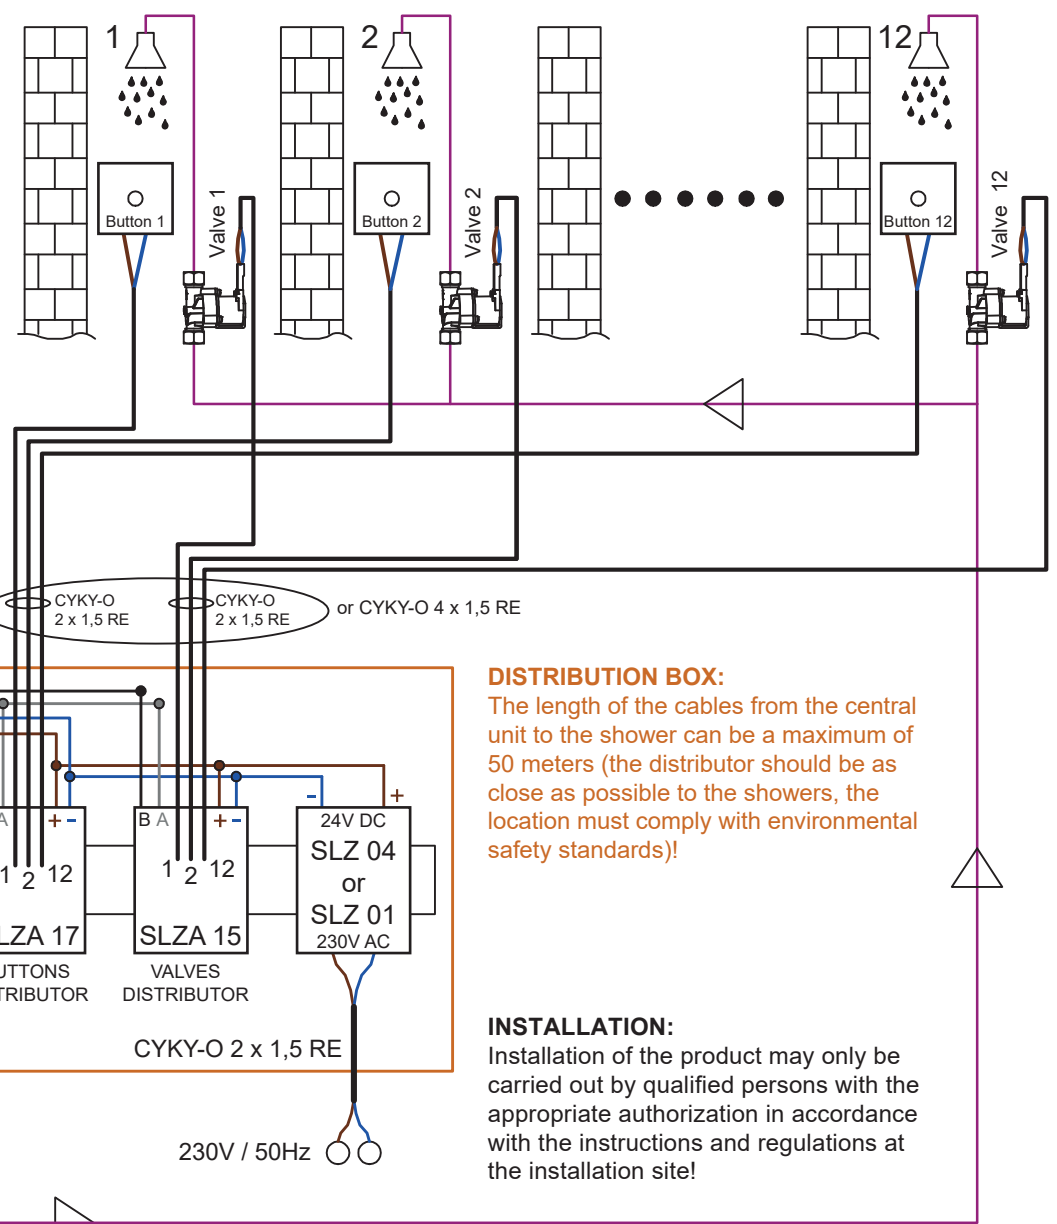 1
2
12
Button 1
Valve 1
Button 2
Valve 2
Button 12
Valve 12
CYKY-O
2 x 1,5 RE
CYKY-O
2 x 1,5 RE
or CYKY-O 4 x 1,5 RE
DISTRIBUTION BOX:
The length of the cables from the central
unit to the shower can be a maximum of
50 meters (the distributor should be as
close as possible to the showers, the
location must comply with environmental
safety standards)!
A
+ -
B A
+ -
- +
1 2 12
1 2 12
24V DC
SLZ 04
or
SLZ 01
230V AC
LZA 17
SLZA 15
UTTONS
TRIBUTOR
VALVES
DISTRIBUTOR
CYKY-O 2 x 1,5 RE
230V / 50Hz
INSTALLATION:
Installation of the product may only be
carried out by qualified persons with the
appropriate authorization in accordance
with the instructions and regulations at
the installation site!